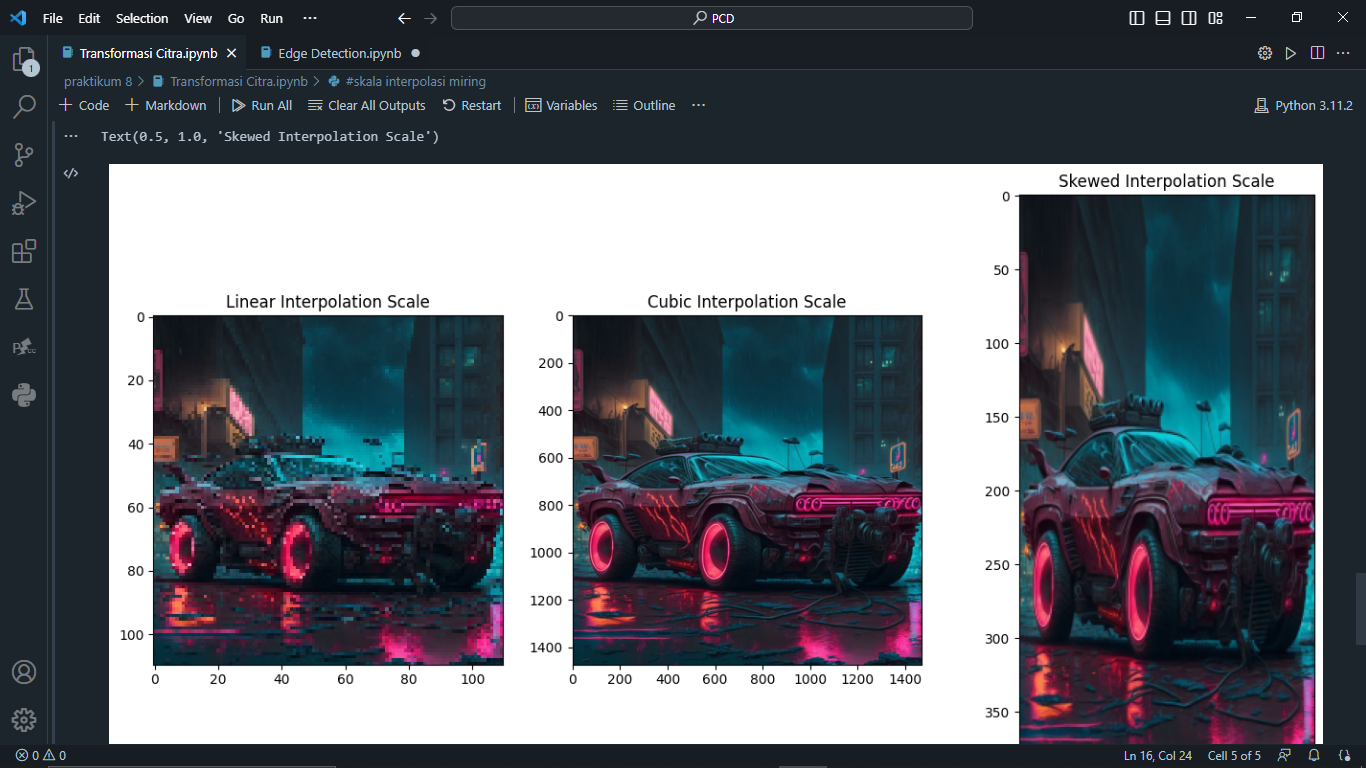 File Edit Selection View Go Run ···
PCD
Transformasi Citra.ipynb
Edge Detection.ipynb
praktikum 8 > Transformasi Citra.ipynb > #skala interpolasi miring
+ Code + Markdown Run All Clear All Outputs Restart Variables Outline ··· Python 3.11.2
1
Text(0.5, 1.0, 'Skewed Interpolation Scale')
Linear Interpolation Scale
0
20
40
60
80
100
0 20 40 60 80 100
Cubic Interpolation Scale
0
200
400
600
800
1000
1200
1400
0 200 400 600 800 1000 1200 1400
Skewed Interpolation Scale
0
50
100
150
200
250
300
350
0 0
Ln 16, Col 24 Cell 5 of 5